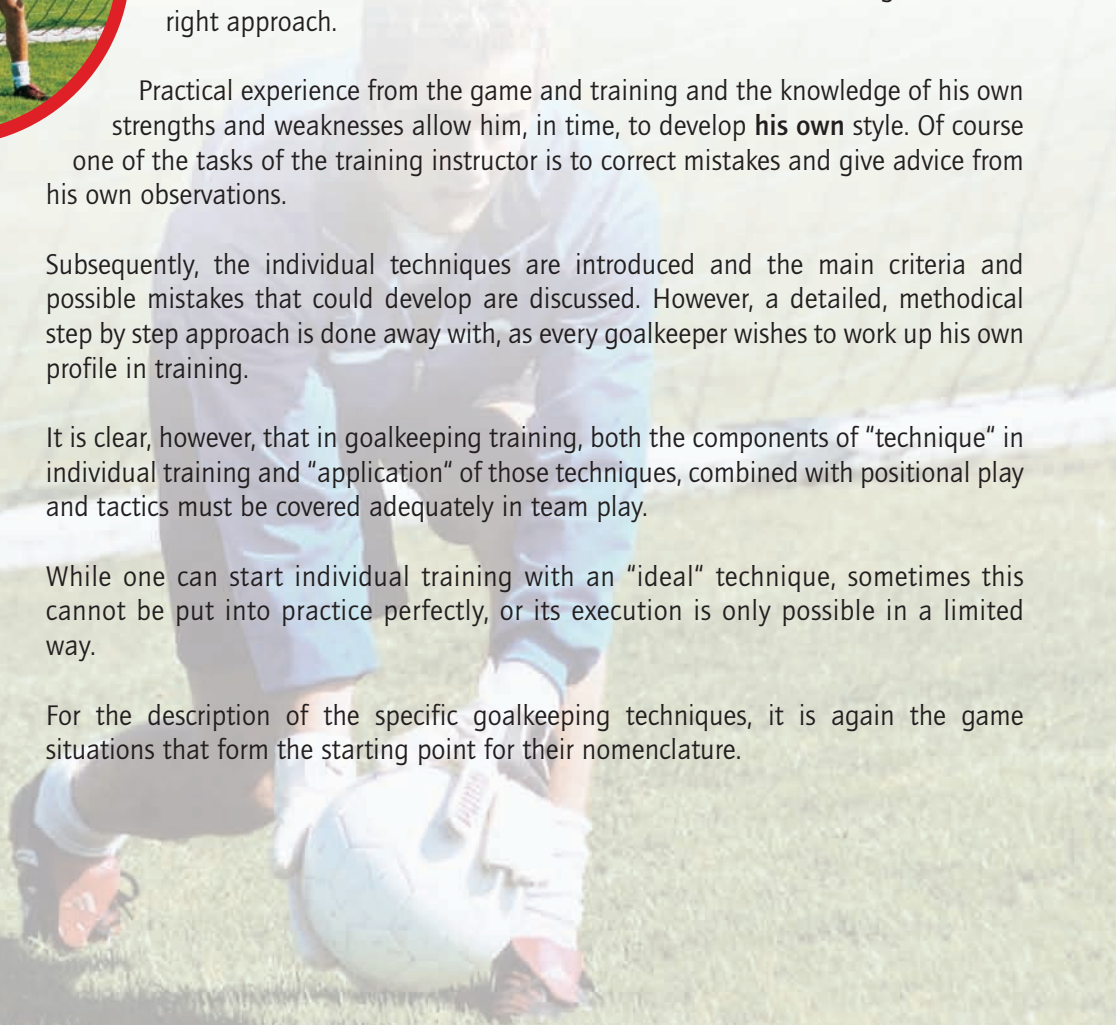 right approach.
Practical experience from the game and training and the knowledge of his own
strengths and weaknesses allow him, in time, to develop his own style. Of course
one of the tasks of the training instructor is to correct mistakes and give advice from
his own observations.
Subsequently, the individual techniques are introduced and the main criteria and
possible mistakes that could develop are discussed. However, a detailed, methodical
step by step approach is done away with, as every goalkeeper wishes to work up his own
profile in training.
It is clear, however, that in goalkeeping training, both the components of “technique“ in
individual training and “application“ of those techniques, combined with positional play
and tactics must be covered adequately in team play.
While one can start individual training with an “ideal“ technique, sometimes this
cannot be put into practice perfectly, or its execution is only possible in a limited
way.
For the description of the specific goalkeeping techniques, it is again the game
situations that form the starting point for their nomenclature.